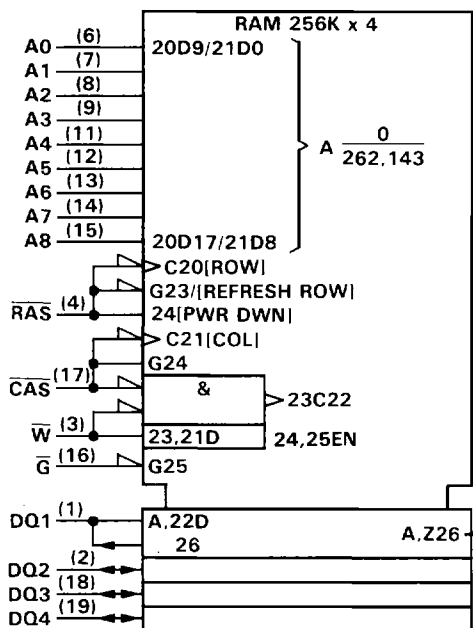 RAM 256K x 4
A0 (6) 20D9/21D0
A1 (7)
A2 (8)
A3 (9)
A4 (11)
A5 (12)
A6 (13)
A7 (14)
A8 (15) 20D17/21D8
A 0
262,143
C20[ROW]
G23/[REFRESH ROW]
RAS (4) 24[PWR DWN]
C21[COL]
G24
CAS (17) & 23C22
W (3) 23,21D 24,25EN
G (16) G25
DQ1 (1) A,22D A,Z26
26
DQ2 (2)
DQ3 (18)
DQ4 (19)